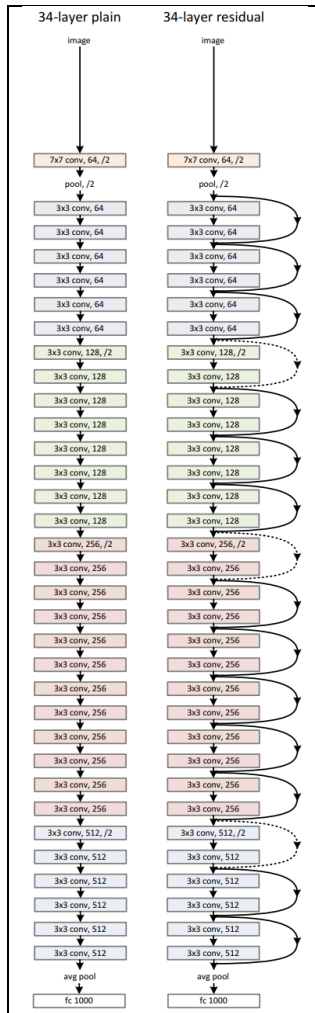 34-layer plain
image
7x7 conv, 64, /2
pool, /2
3x3 conv, 64
3x3 conv, 64
3x3 conv, 64
3x3 conv, 64
3x3 conv, 64
3x3 conv, 64
3x3 conv, 128, /2
3x3 conv, 128
3x3 conv, 128
3x3 conv, 128
3x3 conv, 128
3x3 conv, 128
3x3 conv, 128
3x3 conv, 128
3x3 conv, 256, /2
3x3 conv, 256
3x3 conv, 256
3x3 conv, 256
3x3 conv, 256
3x3 conv, 256
3x3 conv, 256
3x3 conv, 256
3x3 conv, 256
3x3 conv, 256
3x3 conv, 256
3x3 conv, 256
3x3 conv, 512, /2
3x3 conv, 512
3x3 conv, 512
3x3 conv, 512
3x3 conv, 512
3x3 conv, 512
avg pool
fc 1000
34-layer residual
image
7x7 conv, 64, /2
pool, /2
3x3 conv, 64
3x3 conv, 64
3x3 conv, 64
3x3 conv, 64
3x3 conv, 64
3x3 conv, 64
3x3 conv, 128, /2
3x3 conv, 128
3x3 conv, 128
3x3 conv, 128
3x3 conv, 128
3x3 conv, 128
3x3 conv, 128
3x3 conv, 128
3x3 conv, 256, /2
3x3 conv, 256
3x3 conv, 256
3x3 conv, 256
3x3 conv, 256
3x3 conv, 256
3x3 conv, 256
3x3 conv, 256
3x3 conv, 256
3x3 conv, 256
3x3 conv, 256
3x3 conv, 256
3x3 conv, 512, /2
3x3 conv, 512
3x3 conv, 512
3x3 conv, 512
3x3 conv, 512
3x3 conv, 512
avg pool
fc 1000